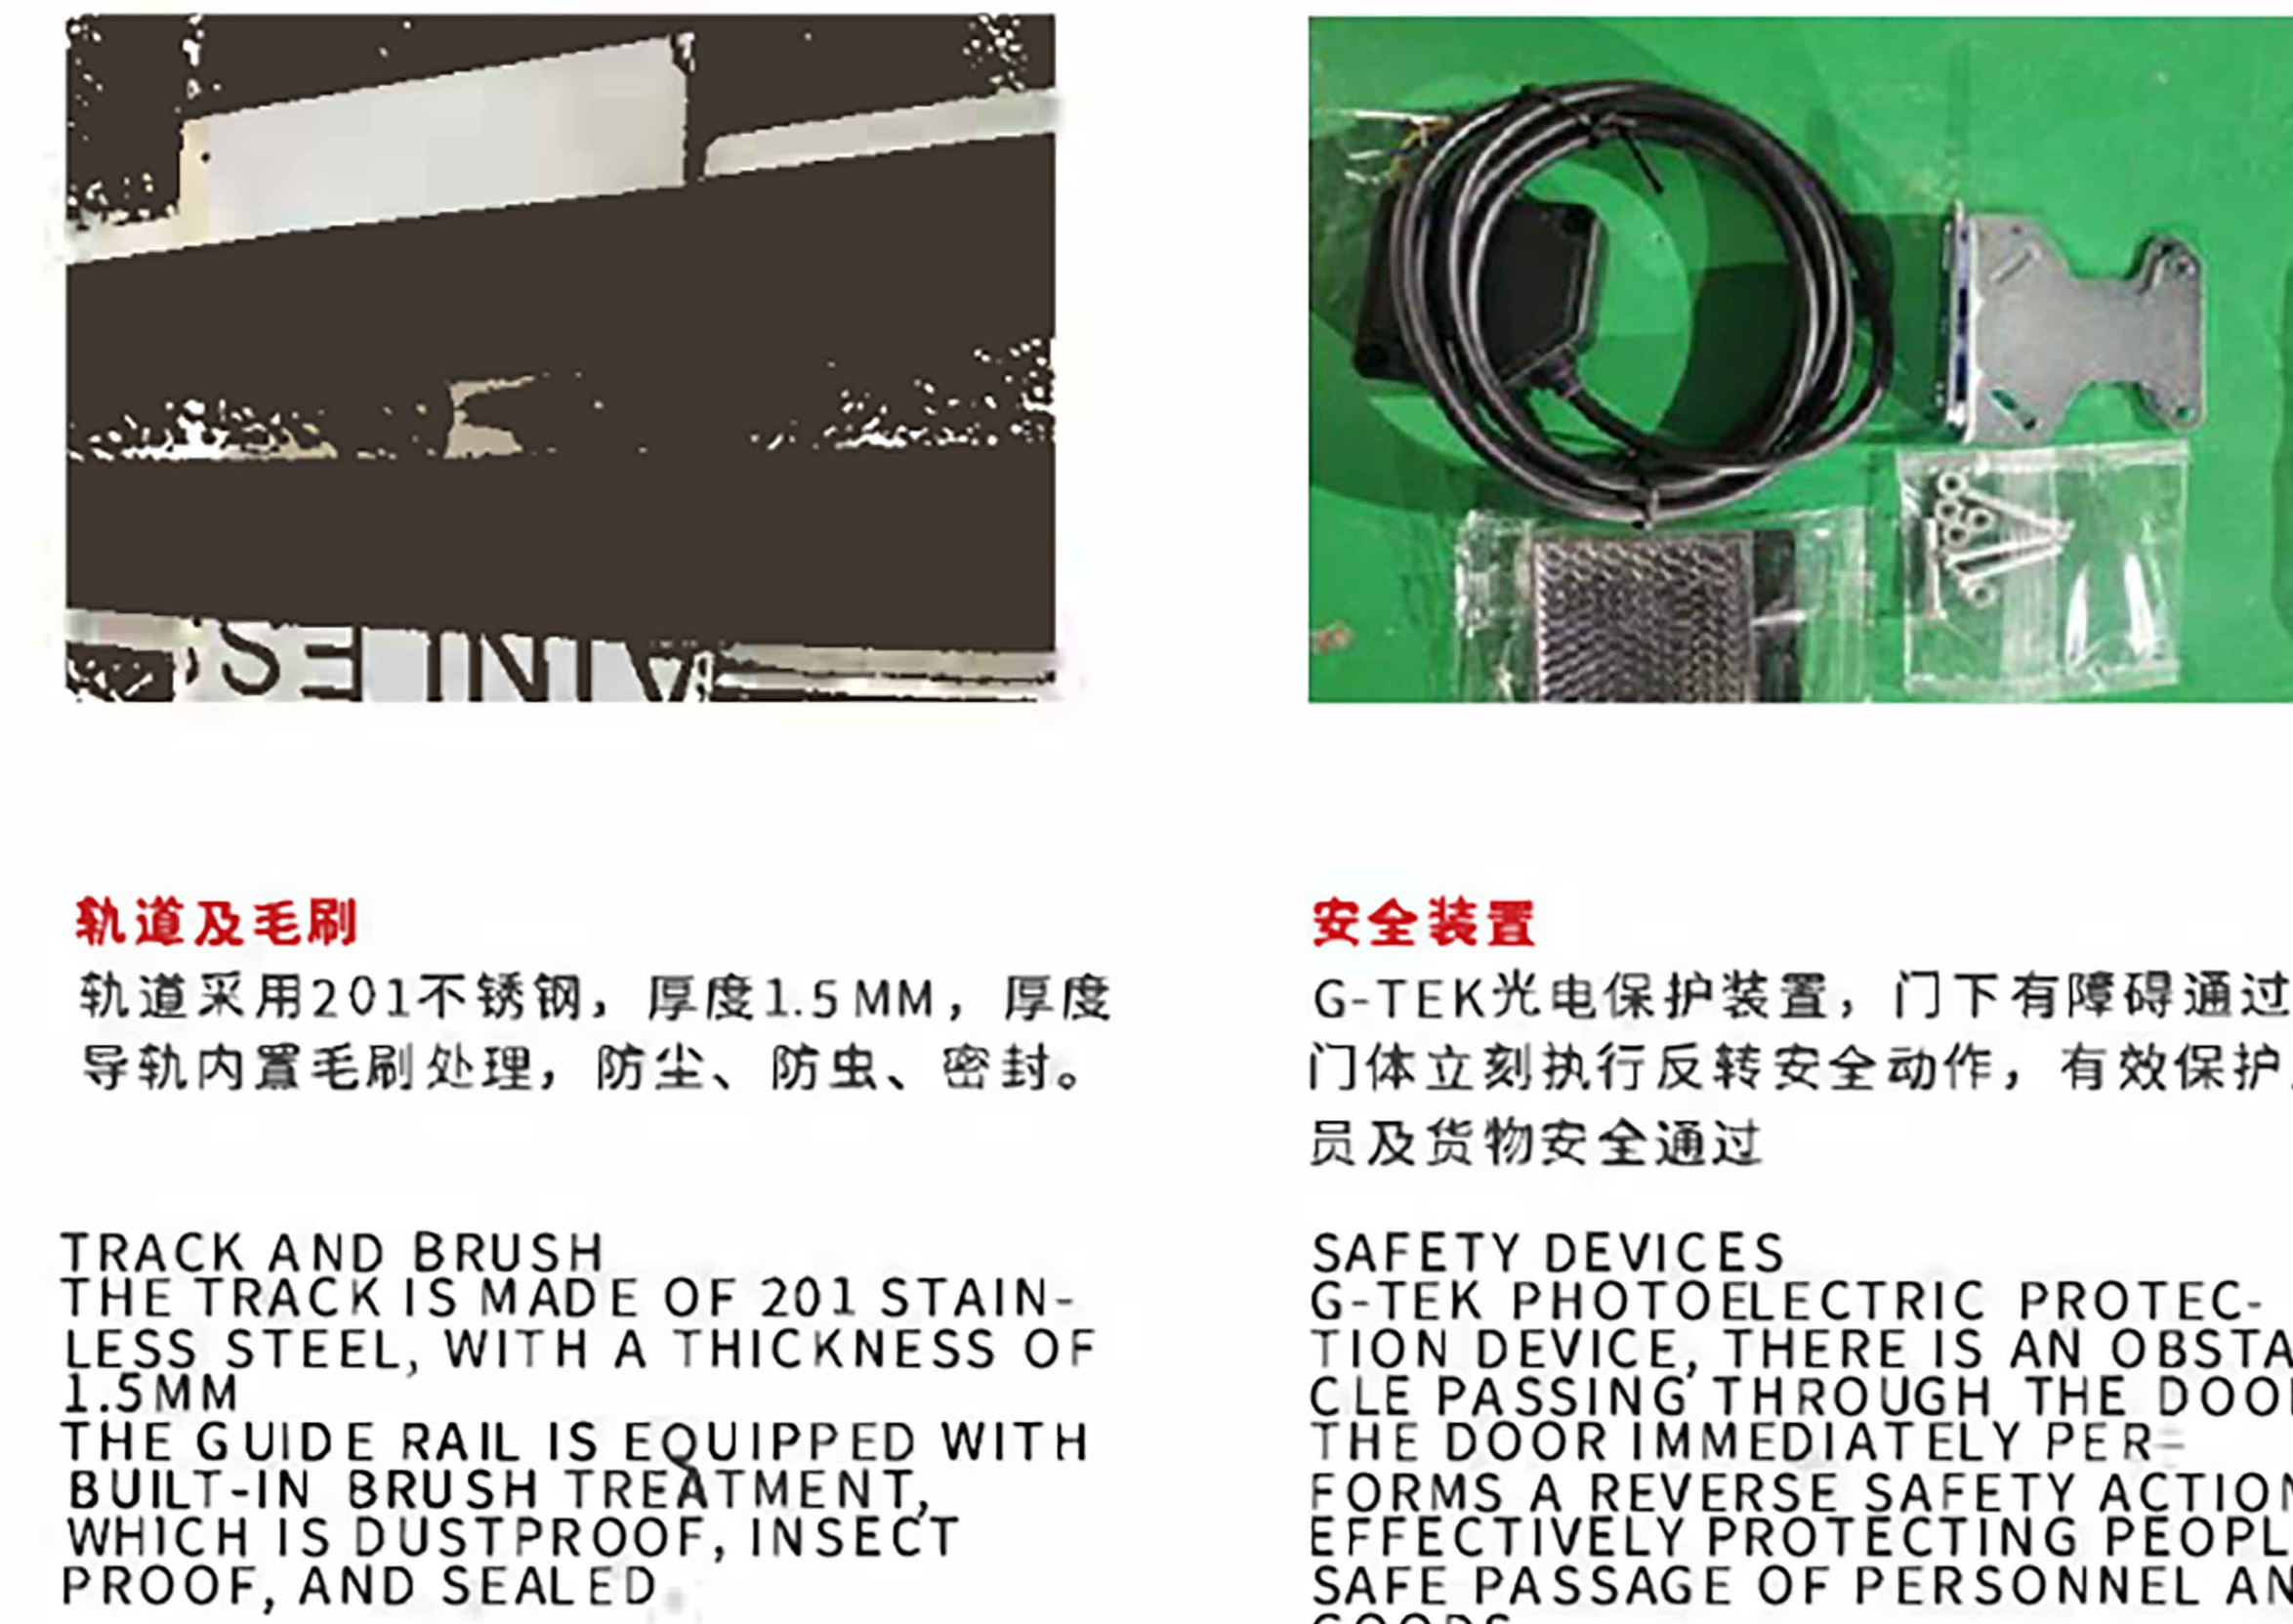 轨道及毛刷
轨道采用201不锈钢，厚度1.5MM，厚度
导轨内置毛刷处理，防尘、防虫、密封。
TRACK AND BRUSH
THE TRACK IS MADE OF 201 STAIN-
LESS STEEL, WITH A THICKNESS OF
1.5MM
THE GUIDE RAIL IS EQUIPPED WITH
BUILT-IN BRUSH TREATMENT,
WHICH IS DUSTPROOF, INSECT
PROOF, AND SEALED
安全装置
G-TEK光电保护装置，门下有障碍通过
门体立刻执行反转安全动作，有效保护
员及货物安全通过
SAFETY DEVICES
G-TEK PHOTOELECTRIC PROTEC-
TION DEVICE, THERE IS AN OBSTA
CLE PASSING THROUGH THE DOO
THE DOOR IMMEDIATELY PER-
FORMS A REVERSE SAFETY ACTION
EFFECTIVELY PROTECTING PEOPL
SAFE PASSAGE OF PERSONNEL AN